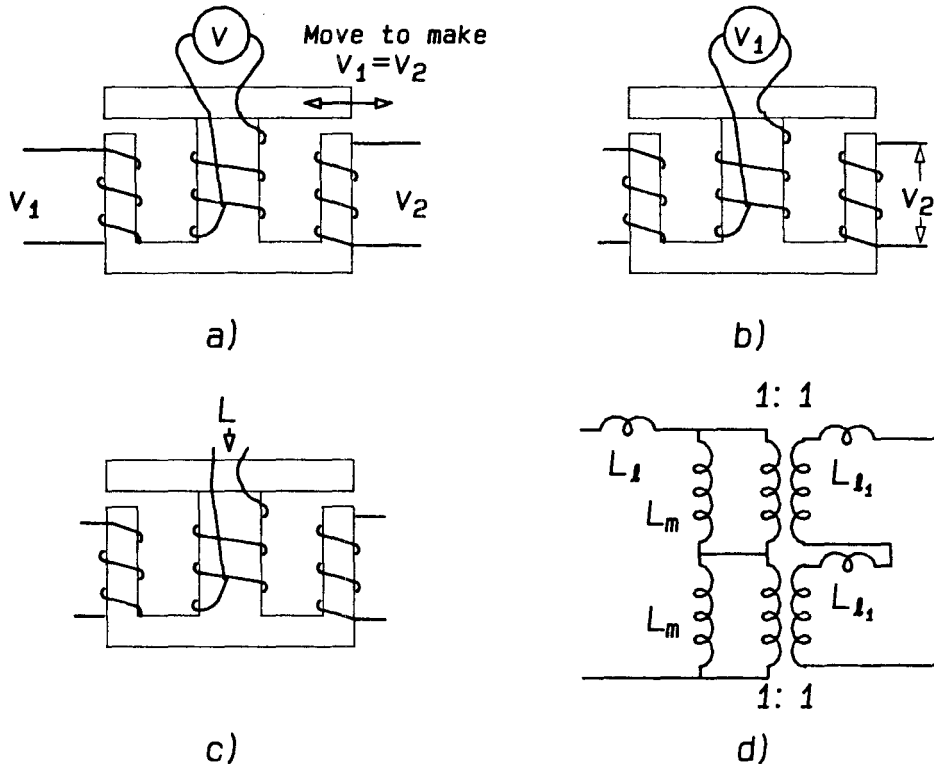 V
Move to make
V₁=V₂
V₁
V₂
a)
V₁
V₂
b)
L
c)
1: 1
Lℓ
Lm
Lℓ₁
Lm
Lℓ₁
1: 1
d)